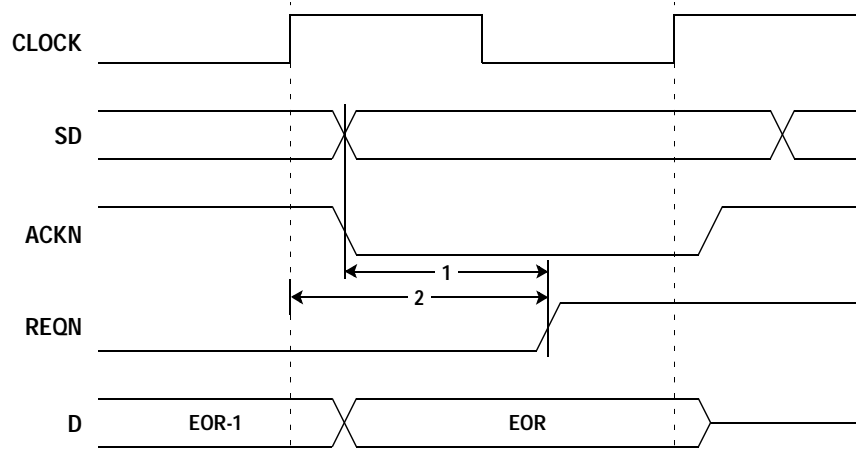 CLOCK
SD
ACKN
1
2
REQN
D EOR-1 EOR